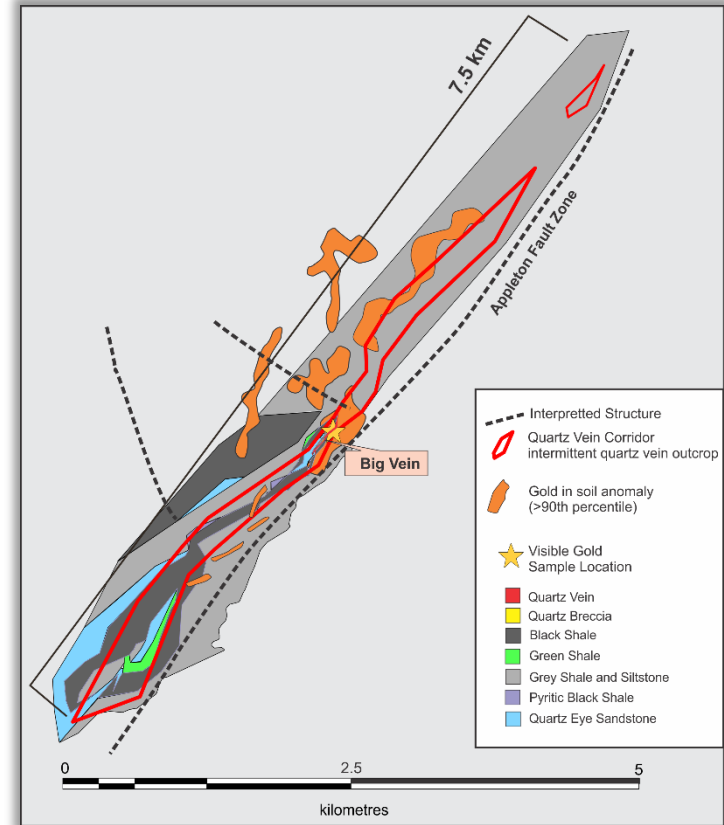 7.5 km
Appleton Fault Zone
Big Vein
Interpretted Structure
Quartz Vein Corridor
intermittent quartz vein outcrop
Gold in soil anomaly
(>90th percentile)
Visible Gold
Sample Location
Quartz Vein
Quartz Breccia
Black Shale
Green Shale
Grey Shale and Siltstone
Pyritic Black Shale
Quartz Eye Sandstone
0 2.5 5
kilometres